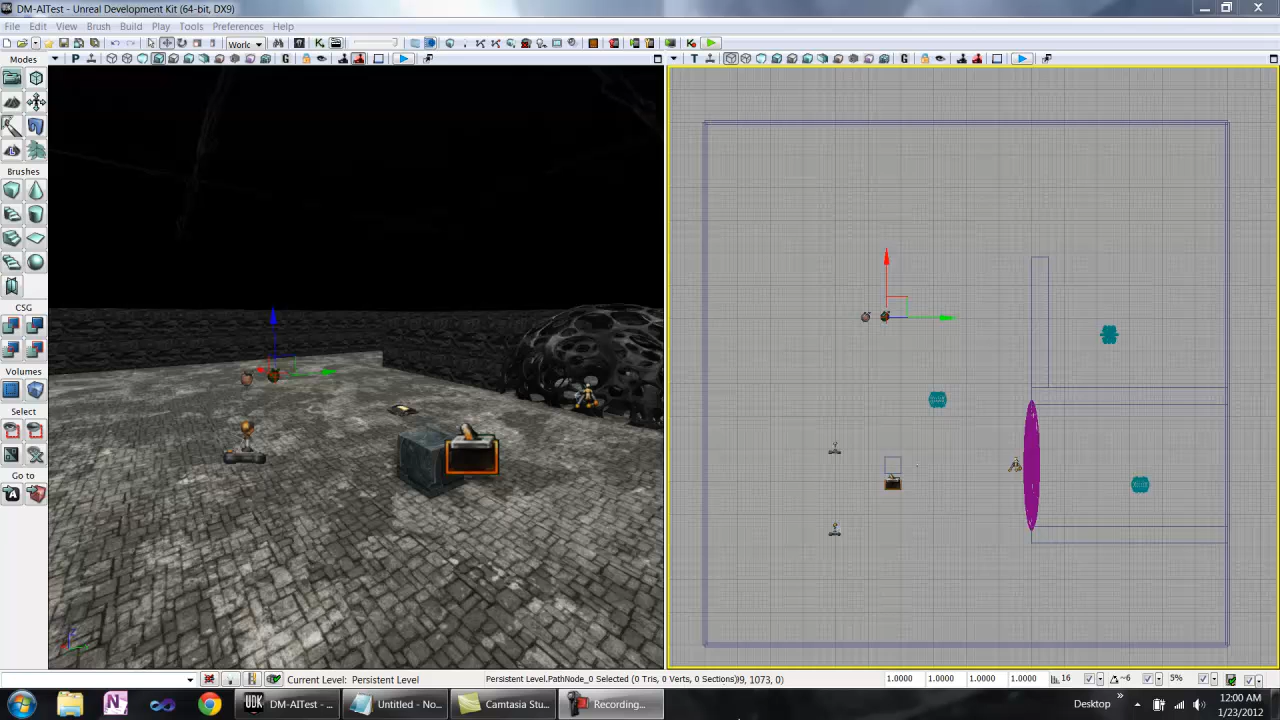 DM-AITest - Unreal Development Kit (64-bit, DX9)
File Edit View Brush Build Play Tools Preferences Help
Worlc
Modes
P
G
T
G
Brushes
CSG
Volumes
Select
Go to
Current Level: Persistent Level
Persistent Level.PathNode_0 Selected (0 Tris, 0 Verts, 0 Sections)
9, 1073, 0)
1.0000 1.0000 1.0000 1.0000 16 ~6 5%
DM-AITest - ...
Untitled - No...
Camtasia Stu...
Recording...
Desktop
12:00 AM
1/23/2012